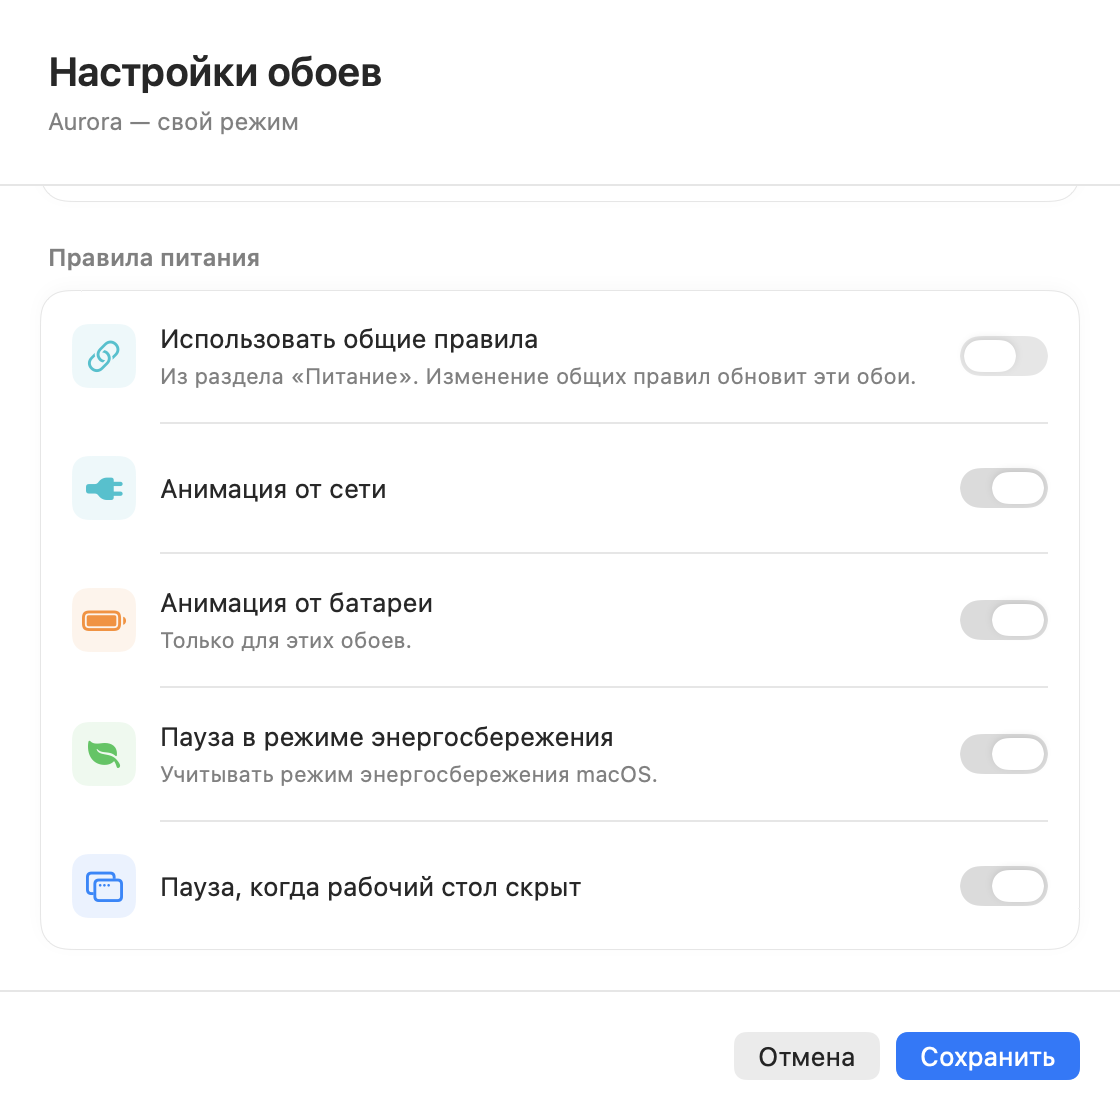 Настройки обоев
Aurora — свой режим
Правила питания
Использовать общие правила
Из раздела «Питание». Изменение общих правил обновит эти обои.
Анимация от сети
Анимация от батареи
Только для этих обоев.
Пауза в режиме энергосбережения
Учитывать режим энергосбережения macOS.
Пауза, когда рабочий стол скрыт
Отмена
Сохранить